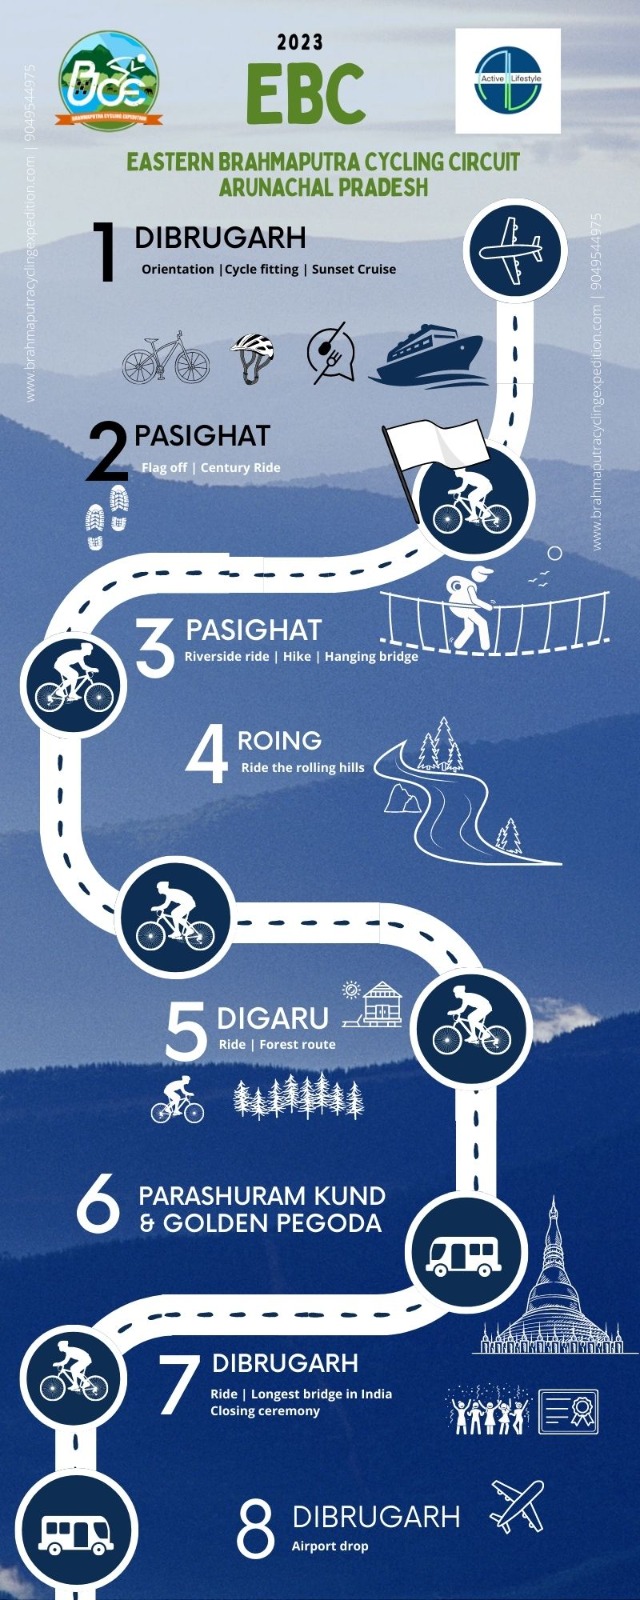 2023
EBC
BJCE
BRAHMAPUTRA CYCLING EXPEDITION
Active Lifestyle
EASTERN BRAHMAPUTRA CYCLING CIRCUIT
ARUNACHAL PRADESH
www.brahmaputracyclingexpedition.com | 9049544975
www.brahmaputracyclingexpedition.com | 9049544975
1 DIBRUGARH
Orientation |Cycle fitting | Sunset Cruise
2 PASIGHAT
Flag off | Century Ride
3 PASIGHAT
Riverside ride | Hike | Hanging bridge
4 ROING
Ride the rolling hills
5 DIGARU
Ride | Forest route
6 PARASHURAM KUND
& GOLDEN PEGODA
7 DIBRUGARH
Ride | Longest bridge in India
Closing ceremony
8 DIBRUGARH
Airport drop